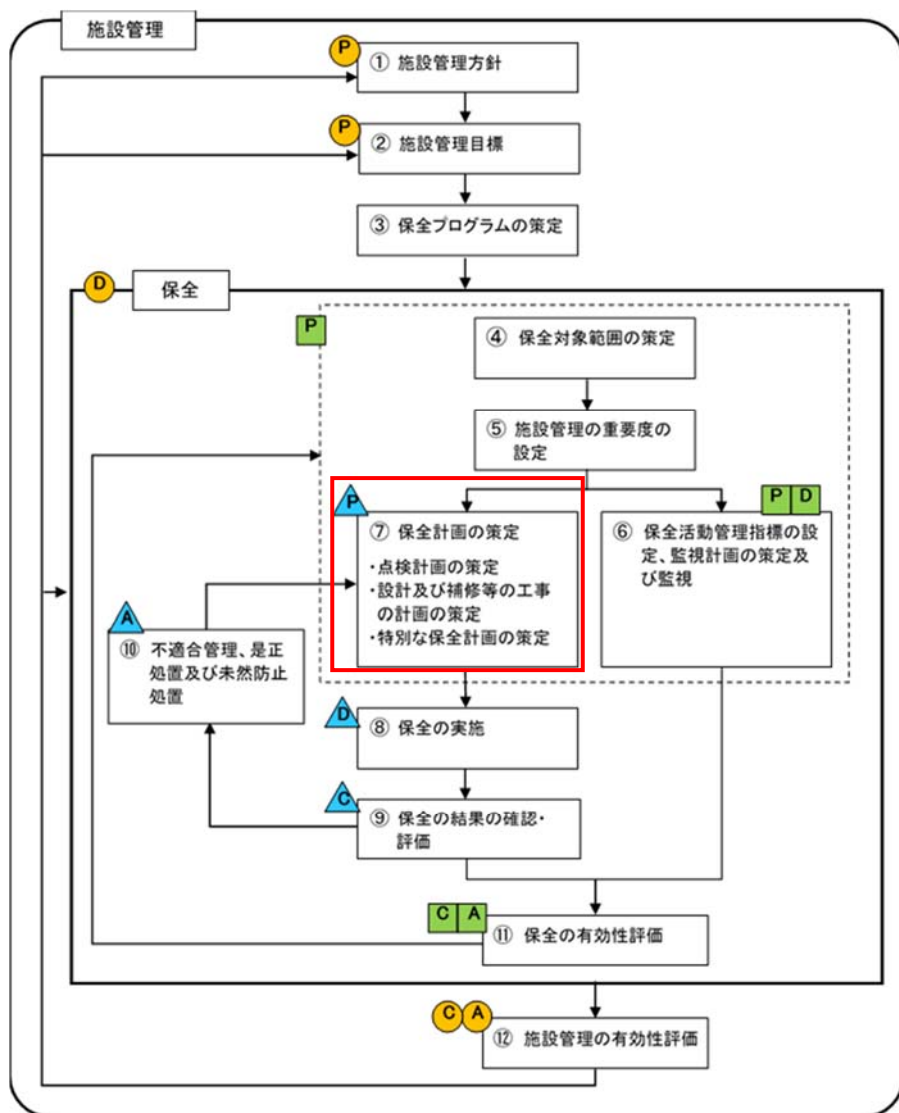 施設管理
P
① 施設管理方針
P
② 施設管理目標
③ 保全プログラムの策定
D
保全
P
④ 保全対象範囲の策定
⑤ 施設管理の重要度の
設定
P
⑦ 保全計画の策定
・点検計画の策定
・設計及び補修等の工事
の計画の策定
・特別な保全計画の策定
P D
⑥ 保全活動管理指標の設
定、監視計画の策定及
び監視
A
⑩ 不適合管理、是正
処置及び未然防止
処置
D
⑧ 保全の実施
C
⑨ 保全の結果の確認・
評価
C A
⑪ 保全の有効性評価
C A
⑫ 施設管理の有効性評価